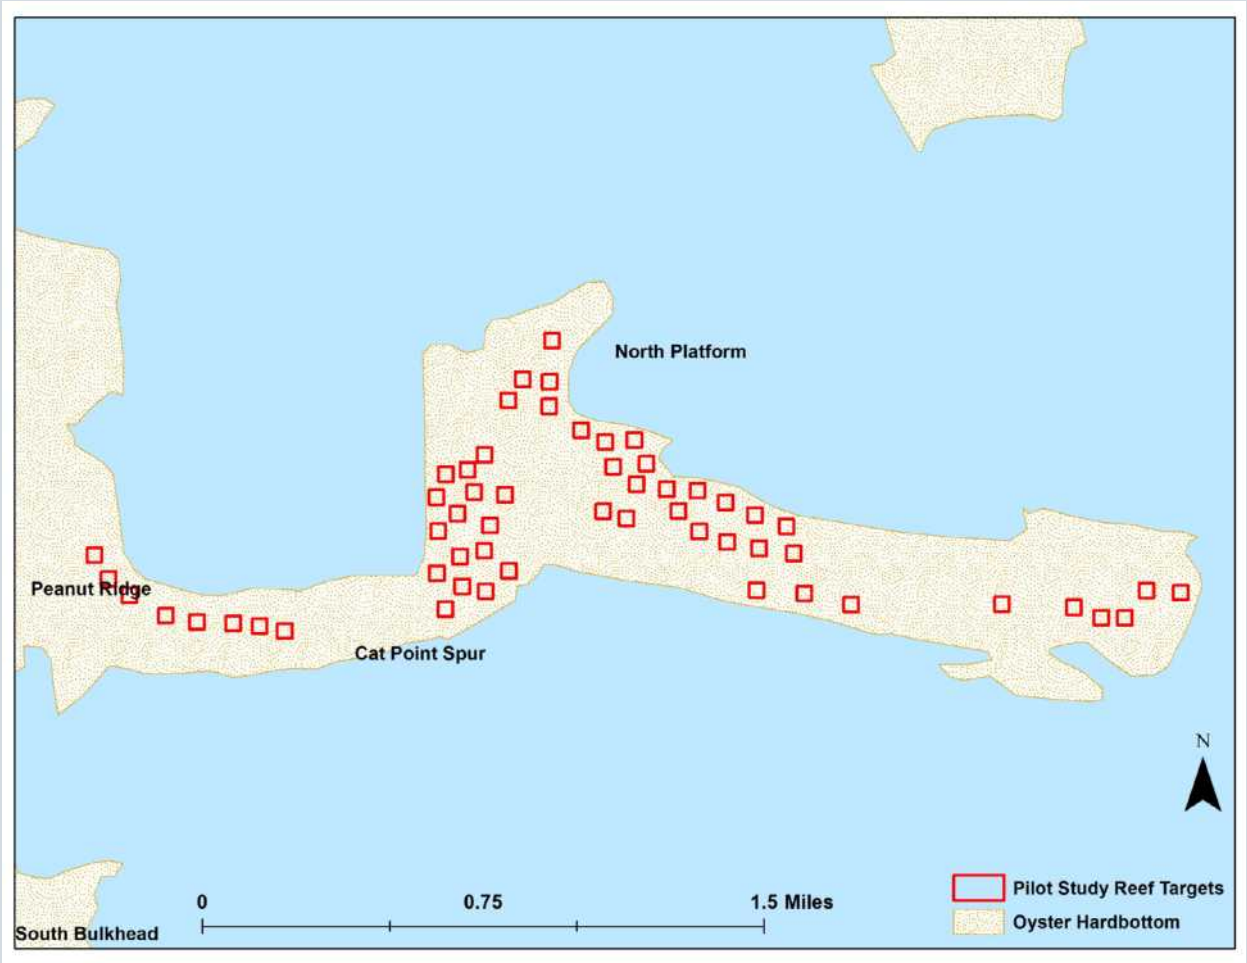 North Platform
Peanut Ridge
Cat Point Spur
N
0 0.75 1.5 Miles
Pilot Study Reef Targets
Oyster Hardbottom
South Bulkhead